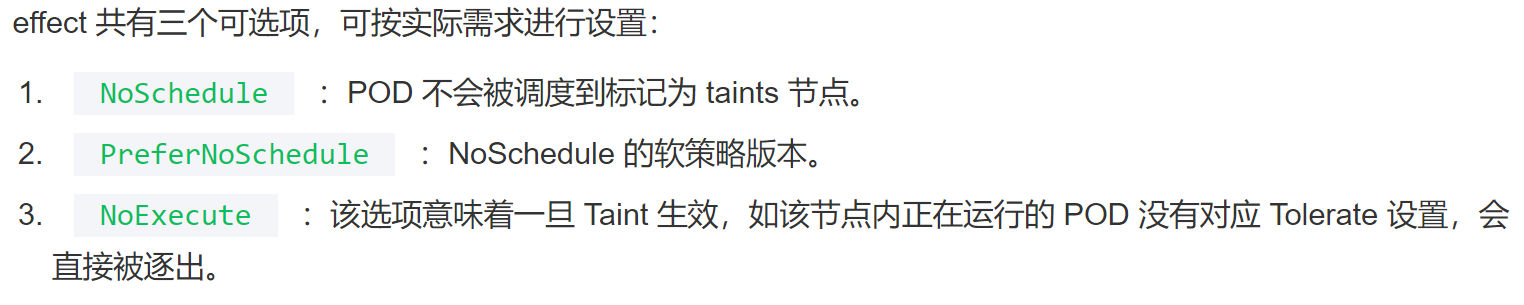 effect 共有三个可选项，可按实际需求进行设置：
1. NoSchedule ：POD 不会被调度到标记为 taints 节点。
2. PreferNoSchedule ：NoSchedule 的软策略版本。
3. NoExecute ：该选项意味着一旦 Taint 生效，如该节点内正在运行的 POD 没有对应 Tolerate 设置，会
直接被逐出。